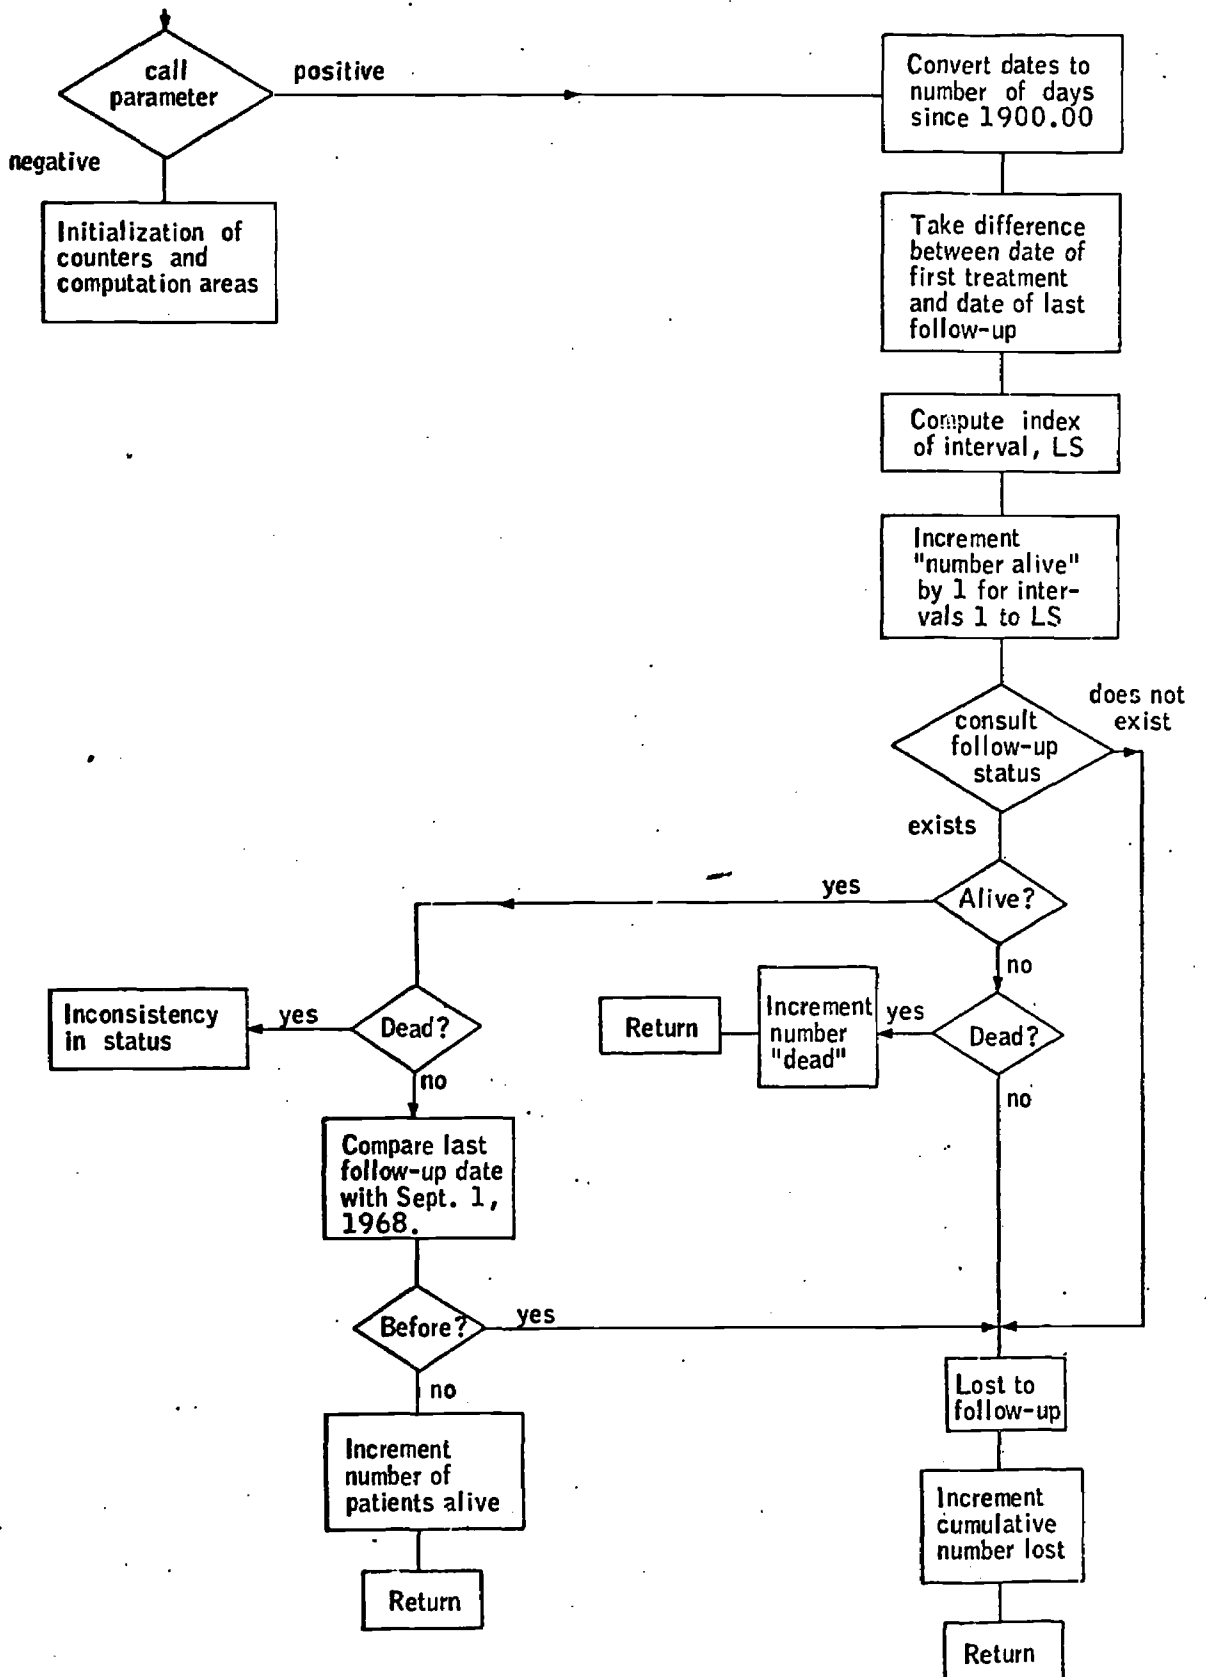 call
parameter
positive
negative
Initialization of
counters and
computation areas
Convert dates to
number of days
since 1900.00
Take difference
between date of
first treatment
and date of last
follow-up
Compute index
of interval, LS
Increment
"number alive"
by 1 for inter-
vals 1 to LS
consult
follow-up
status
does not
exist
exists
Alive?
yes
no
Dead?
yes
Inconsistency
in status
no
Dead?
yes
Increment
number
"dead"
Return
no
Compare last
follow-up date
with Sept. 1,
1968.
Before?
yes
no
Increment
number of
patients alive
Return
Lost to
follow-up
Increment
cumulative
number lost
Return